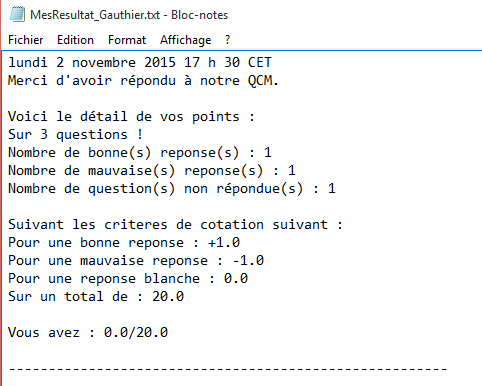 MesResultat_Gauthier.txt - Bloc-notes
Fichier Edition Format Affichage ?
lundi 2 novembre 2015 17 h 30 CET
Merci d'avoir répondu à notre QCM.
Voici le détail de vos points :
Sur 3 questions !
Nombre de bonne(s) reponse(s) : 1
Nombre de mauvaise(s) reponse(s) : 1
Nombre de question(s) non répondue(s) : 1
Suivant les criteres de cotation suivant :
Pour une bonne reponse : +1.0
Pour une mauvaise reponse : -1.0
Pour une reponse blanche : 0.0
Sur un total de : 20.0
Vous avez : 0.0/20.0
-------------------------------------------------------